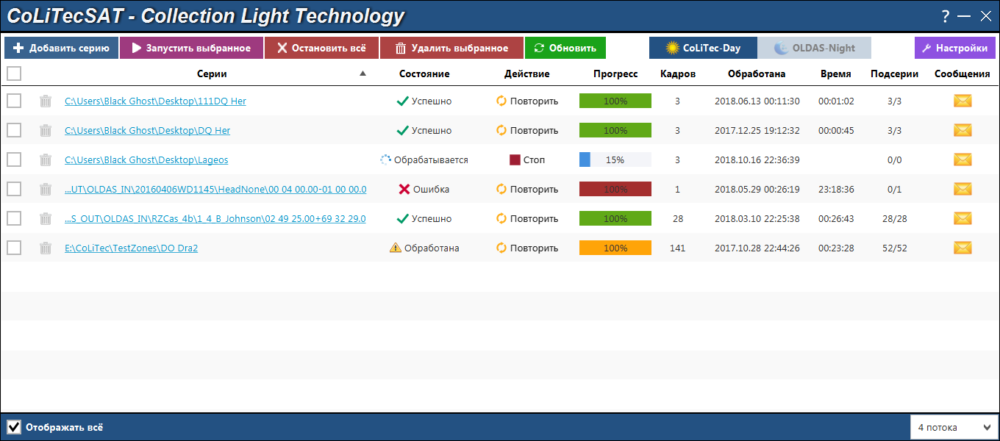 CoLiTecSAT - Collection Light Technology ?
Добавить серию Запустить выбранное Остановить всё Удалить выбранное Обновить CoLiTec-Day OLDAS-Night Настройки
Серии Состояние Действие Прогресс Кадров Обработана Время Подсерии Сообщения
C:\Users\Black Ghost\Desktop\111DQ Her Успешно Повторить 100% 3 2018.06.13 00:11:30 00:01:02 3/3
C:\Users\Black Ghost\Desktop\DQ Her Успешно Повторить 100% 3 2017.12.25 19:12:32 00:00:45 3/3
C:\Users\Black Ghost\Desktop\Lageos Обрабатывается Стоп 15% 3 2018.10.16 22:36:39 0/0
...UT\OLDAS_IN\20160406WD1145\HeadNone\00 04 00.00-01 00 00.0 Ошибка Повторить 100% 1 2018.05.29 00:26:19 23:18:36 0/1
...S_OUT\OLDAS_IN\RZCas_4b\1_4_B_Johnson\02 49 25.00+69 32 29.0 Успешно Повторить 100% 28 2018.03.10 22:25:38 00:26:43 28/28
E:\CoLiTec\TestZones\DO Dra2 Обработана Повторить 100% 141 2017.10.28 22:44:26 00:23:28 52/52
Отображать всё 4 потока